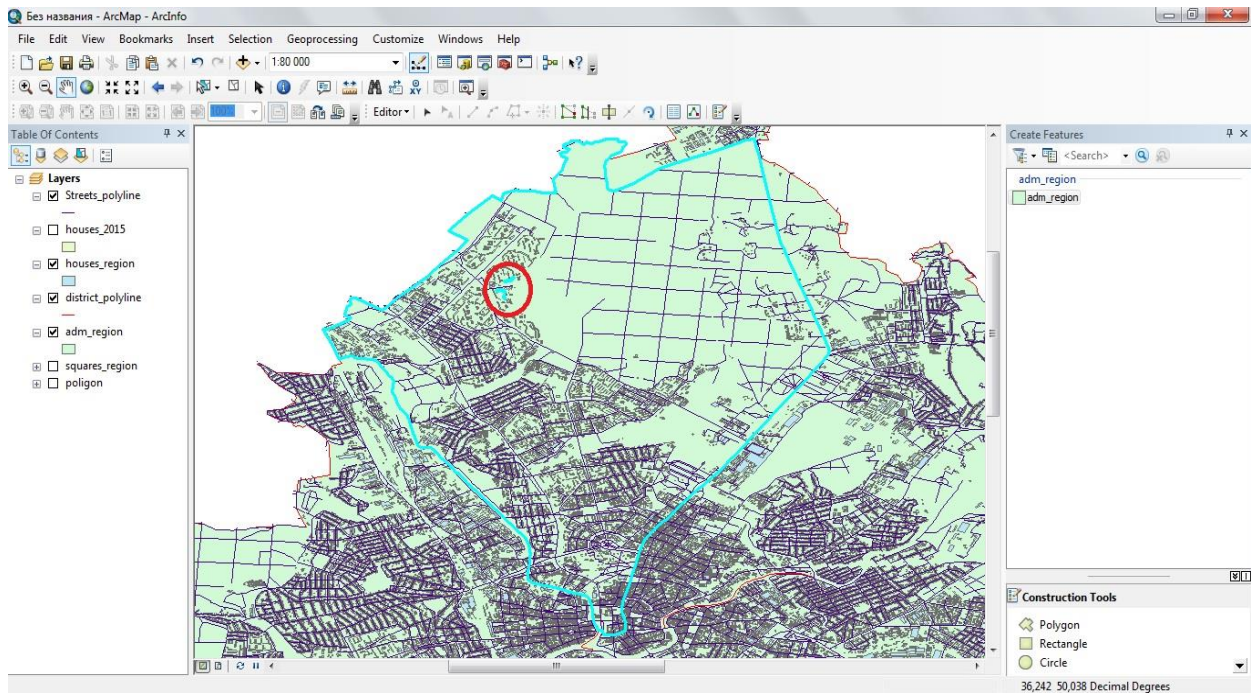 Без названия - ArcMap - ArcInfo
File Edit View Bookmarks Insert Selection Geoprocessing Customize Windows Help
1:80 000
Editor
Table Of Contents
Layers
Streets_polyline
houses_2015
houses_region
district_polyline
adm_region
squares_region
poligon
Create Features
<Search>
adm_region
adm_region
Construction Tools
Polygon
Rectangle
Circle
36,242 50,038 Decimal Degrees